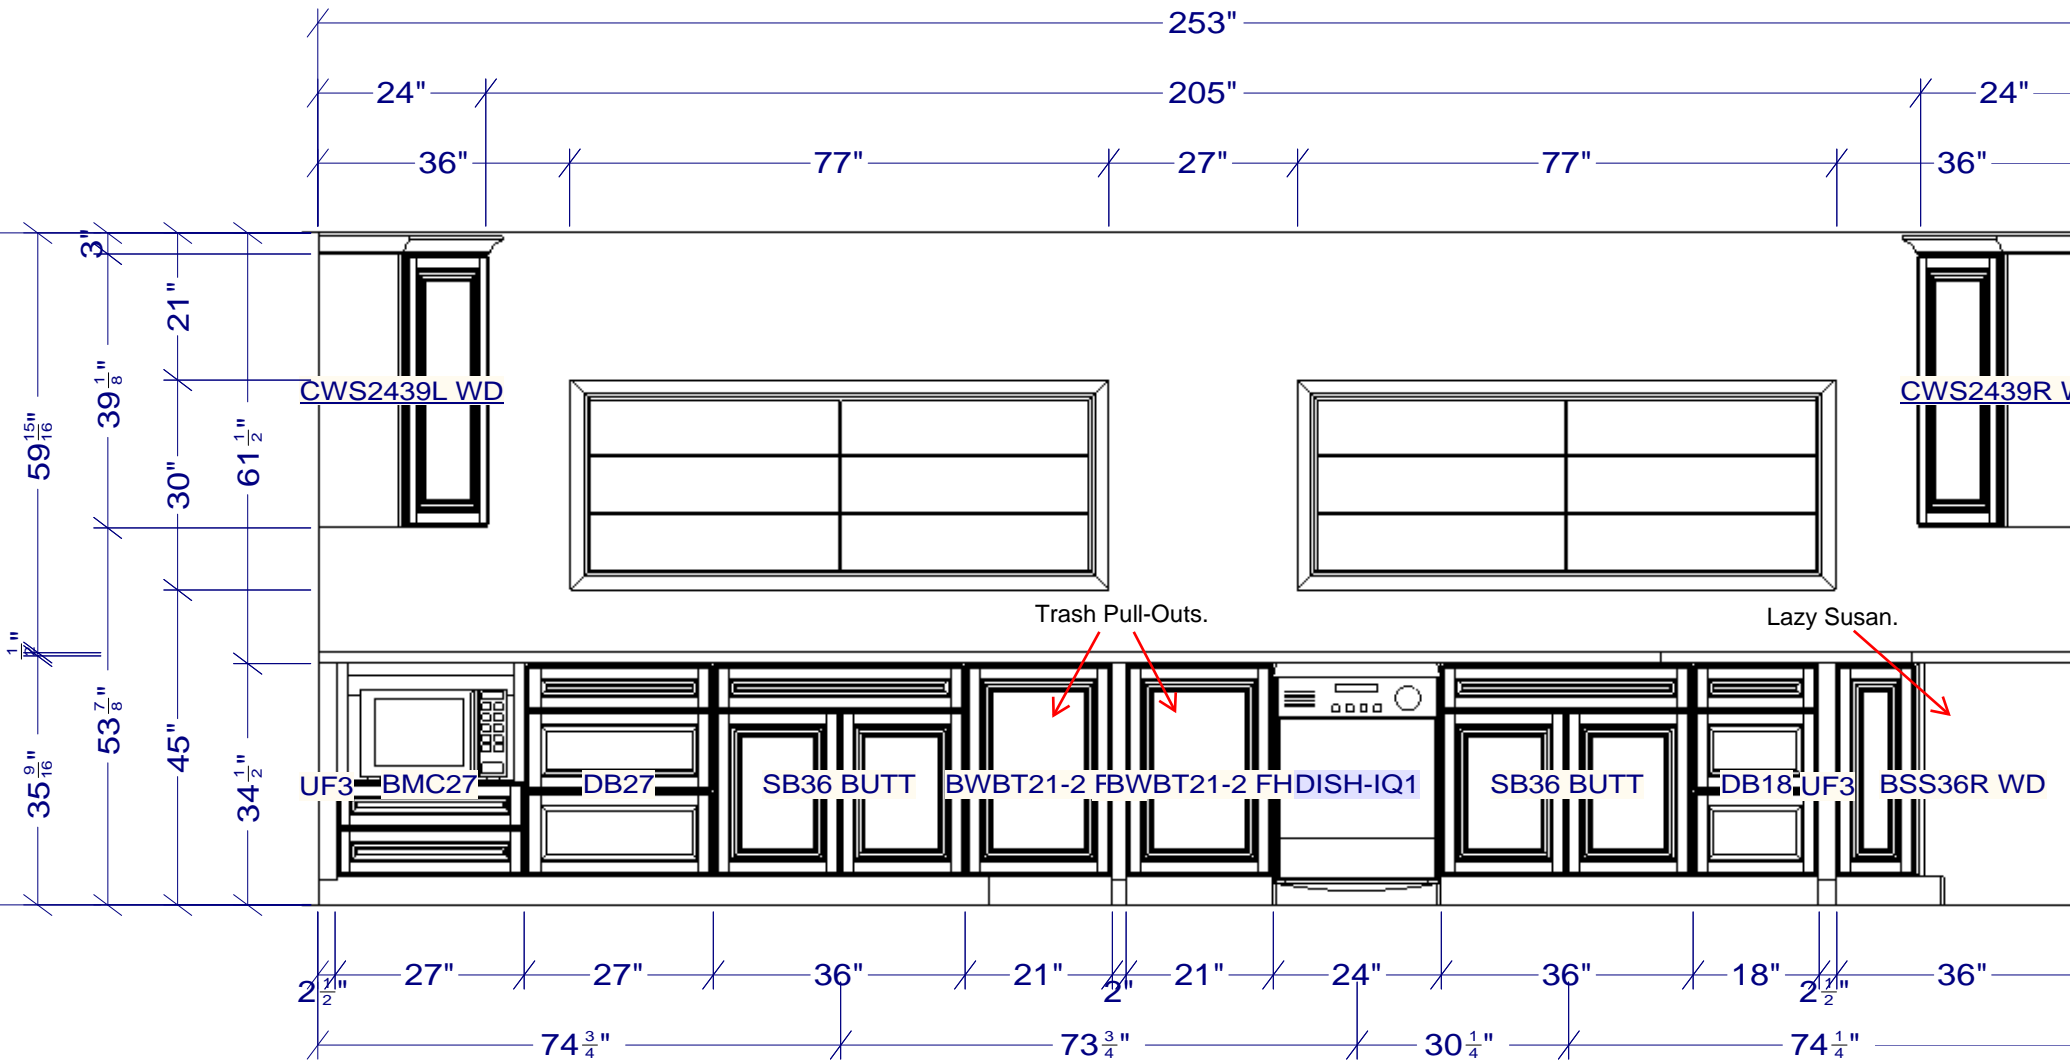 253"
24" 205" 24"
36" 77" 27" 77" 36"
3"
21"
39 1/8"
59 15/16"
30"
61 1/2"
CWS2439L WD
CWS2439R W
Trash Pull-Outs.
Lazy Susan.
35 9/16"
53 7/8"
45"
34 1/2"
UF3 BMC27 DB27 SB36 BUTT BWBT21-2 F BWBT21-2 FH DISH-IQ1 SB36 BUTT DB18 UF3 BSS36R WD
2 1/2" 27" 27" 36" 21" 2" 21" 24" 36" 18" 2 1/2" 36"
74 3/4" 73 3/4" 30 1/4" 74 1/4"